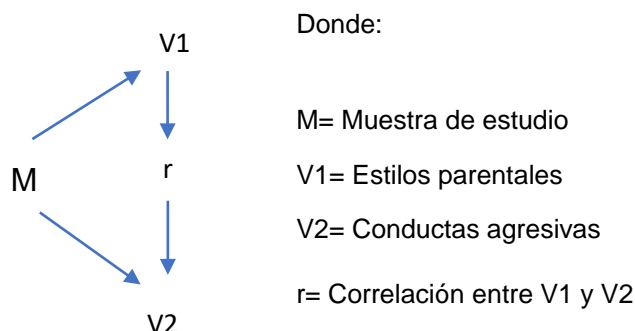 V1
r
M
V2
Donde:
M= Muestra de estudio
V1= Estilos parentales
V2= Conductas agresivas
r= Correlación entre V1 y V2